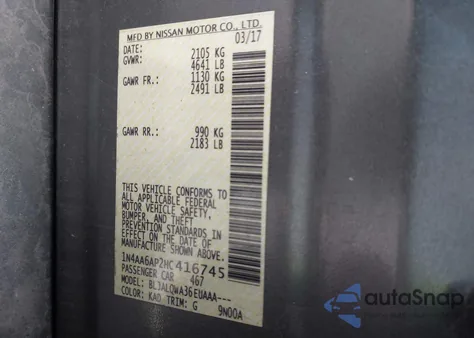 MFD BY NISSAN MOTOR CO., LTD.
DATE: 03/17
GVWR: 2105 KG
4641 LB
GAWR FR.: 1130 KG
2491 LB
GAWR RR.: 990 KG
2183 LB
THIS VEHICLE CONFORMS TO
ALL APPLICABLE FEDERAL
MOTOR VEHICLE SAFETY,
BUMPER, AND THEFT
PREVENTION STANDARDS IN
EFFECT ON THE DATE OF
MANUFACTURE SHOWN ABOVE.
1N4AA6AP2HC416745
PASSENGER CAR 467
MODEL: BL3ALQWA36EUAAA---
COLOR: KAD TRIM: G 9N00A
autoSnap